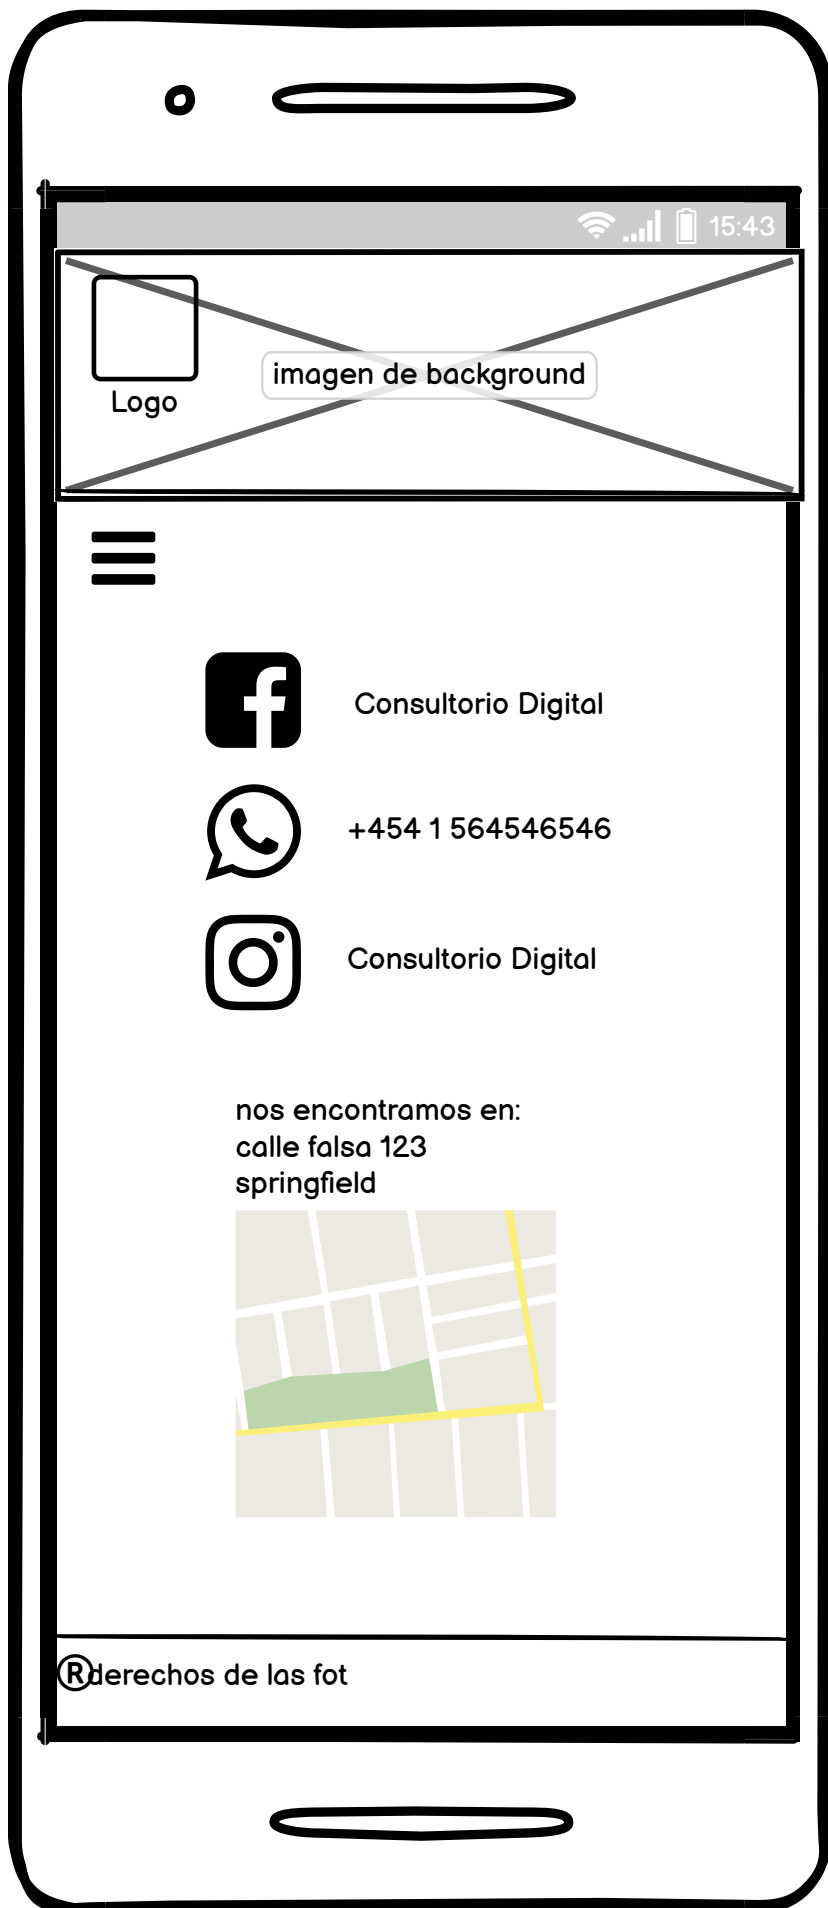 15:43
imagen de background
Logo
Consultorio Digital
+454 1 564546546
Consultorio Digital
nos encontramos en:
calle falsa 123
springfield
®derechos de las fot